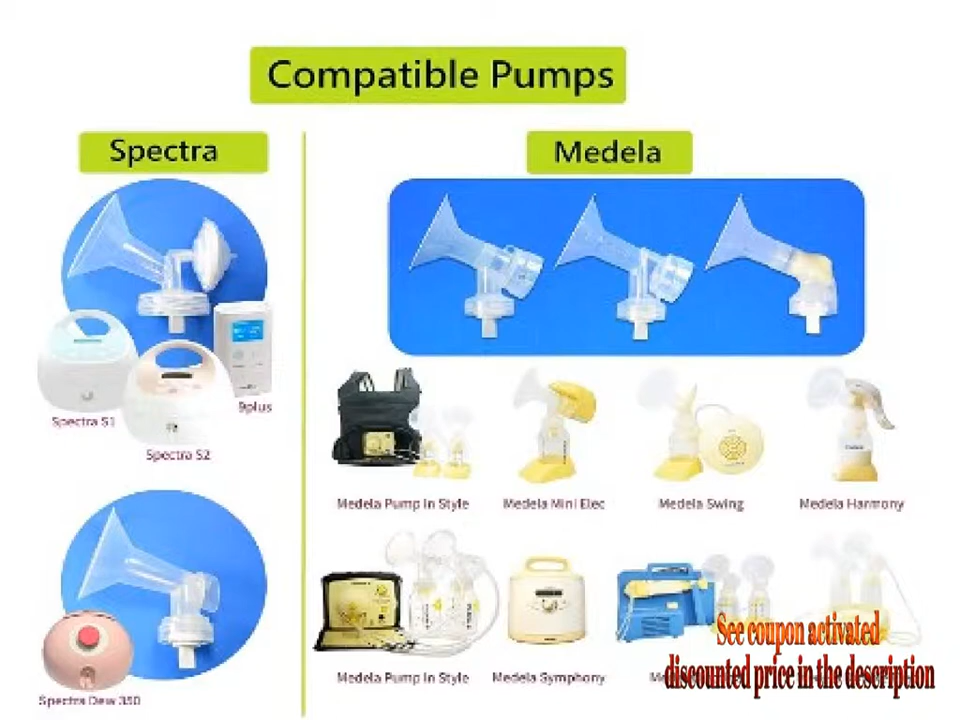 Compatible Pumps
Spectra
Medela
9plus
Spectra S1
Spectra S2
Medela Pump In Style
Medela Mini Elec
Medela Swing
Medela Harmony
Spectra Dew 350
Medela Pump In Style
Medela Symphony
See coupon activated
discounted price in the description